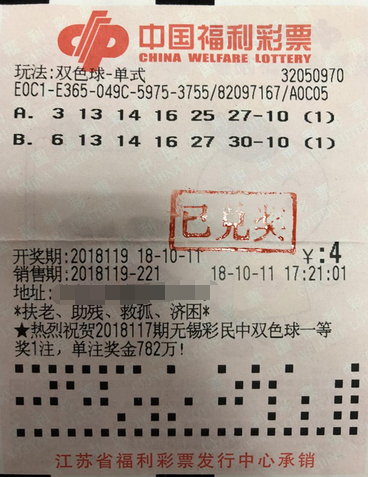 中国福利彩票
CHINA WELFARE LOTTERY
玩法:双色球-单式 32050970
E0C1-E365-049C-5975-3755/82097167/A0C05
A. 3 13 14 16 25 27-10 (1)
B. 6 13 14 16 27 30-10 (1)
已兑奖
开奖期:2018119 18-10-11 ¥:4
销售期:2018119-221 18-10-11 17:21:01
地址:
*扶老、助残、救孤、济困*
★热烈祝贺2018117期无锡彩民中双色球一等
奖1注，单注奖金782万!
江苏省福利彩票发行中心承销